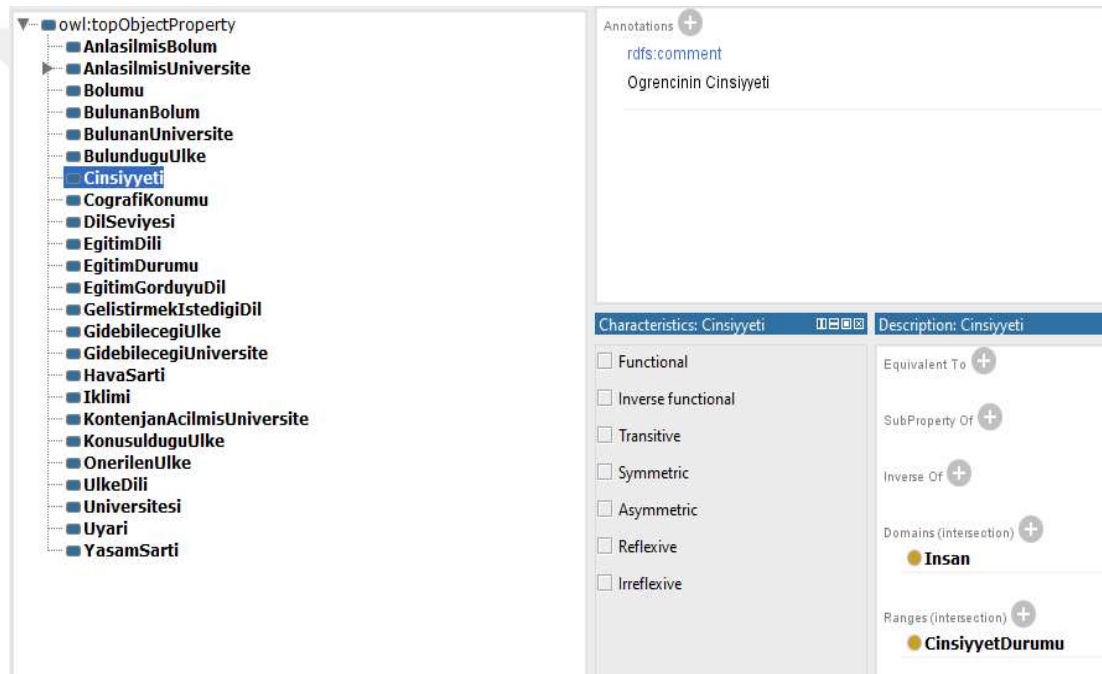 owl:topObjectProperty
AnlasilmisBolum
AnlasilmisUniversite
Bolumu
BulunanBolum
BulunanUniversite
BulunduguUlke
Cinsiyyeti
CografiKonumu
DilSeviyesi
EgitimDili
EgitimDurumu
EgitimGorduyuDil
GelistirmekIstedigiDil
GidebilecegiUlke
GidebilecegiUniversite
HavaSarti
Iklimi
KontenjanAcilmisUniversite
KonusulduguUlke
OnerilenUlke
UlkeDili
Universitesi
Uyari
YasamSarti
Annotations
rdfs:comment
Ogrencinin Cinsiyyeti
Characteristics: Cinsiyyeti
Functional
Inverse functional
Transitive
Symmetric
Asymmetric
Reflexive
Irreflexive
Description: Cinsiyyeti
Equivalent To
SubProperty Of
Inverse Of
Domains (intersection)
Insan
Ranges (intersection)
CinsiyyetDurumu